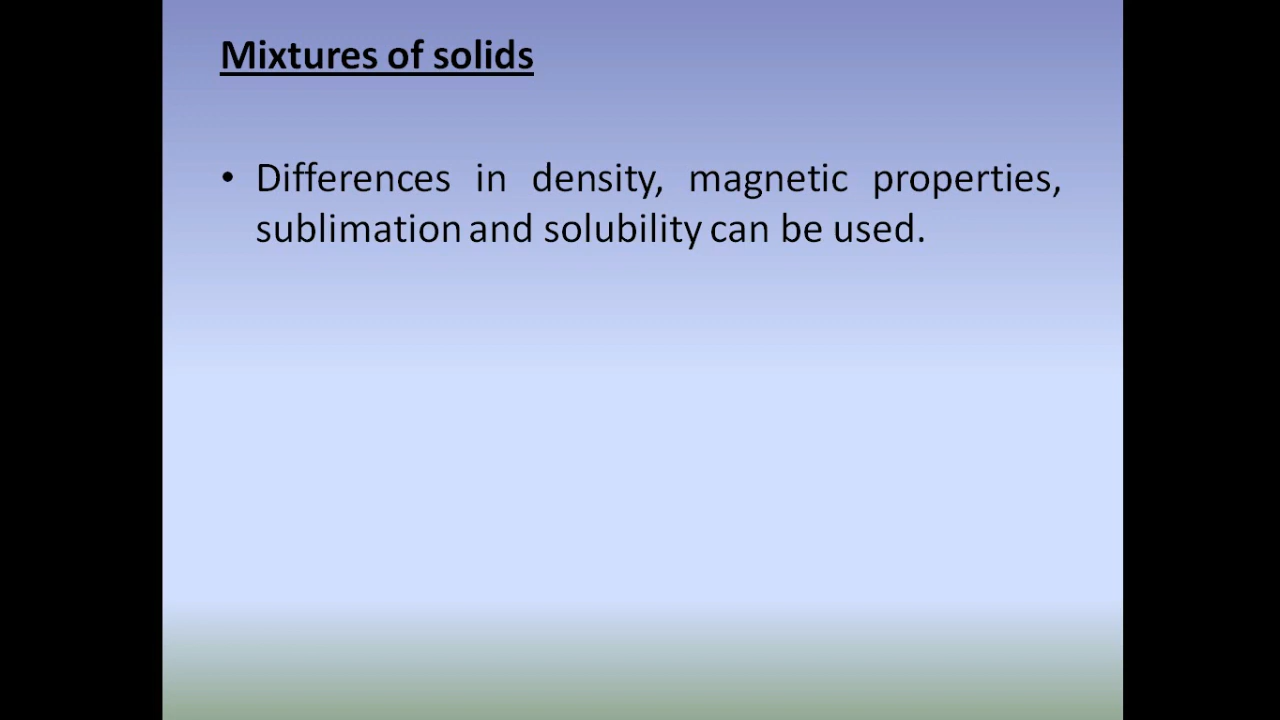 Mixtures of solids
• Differences in density, magnetic properties,
sublimation and solubility can be used.